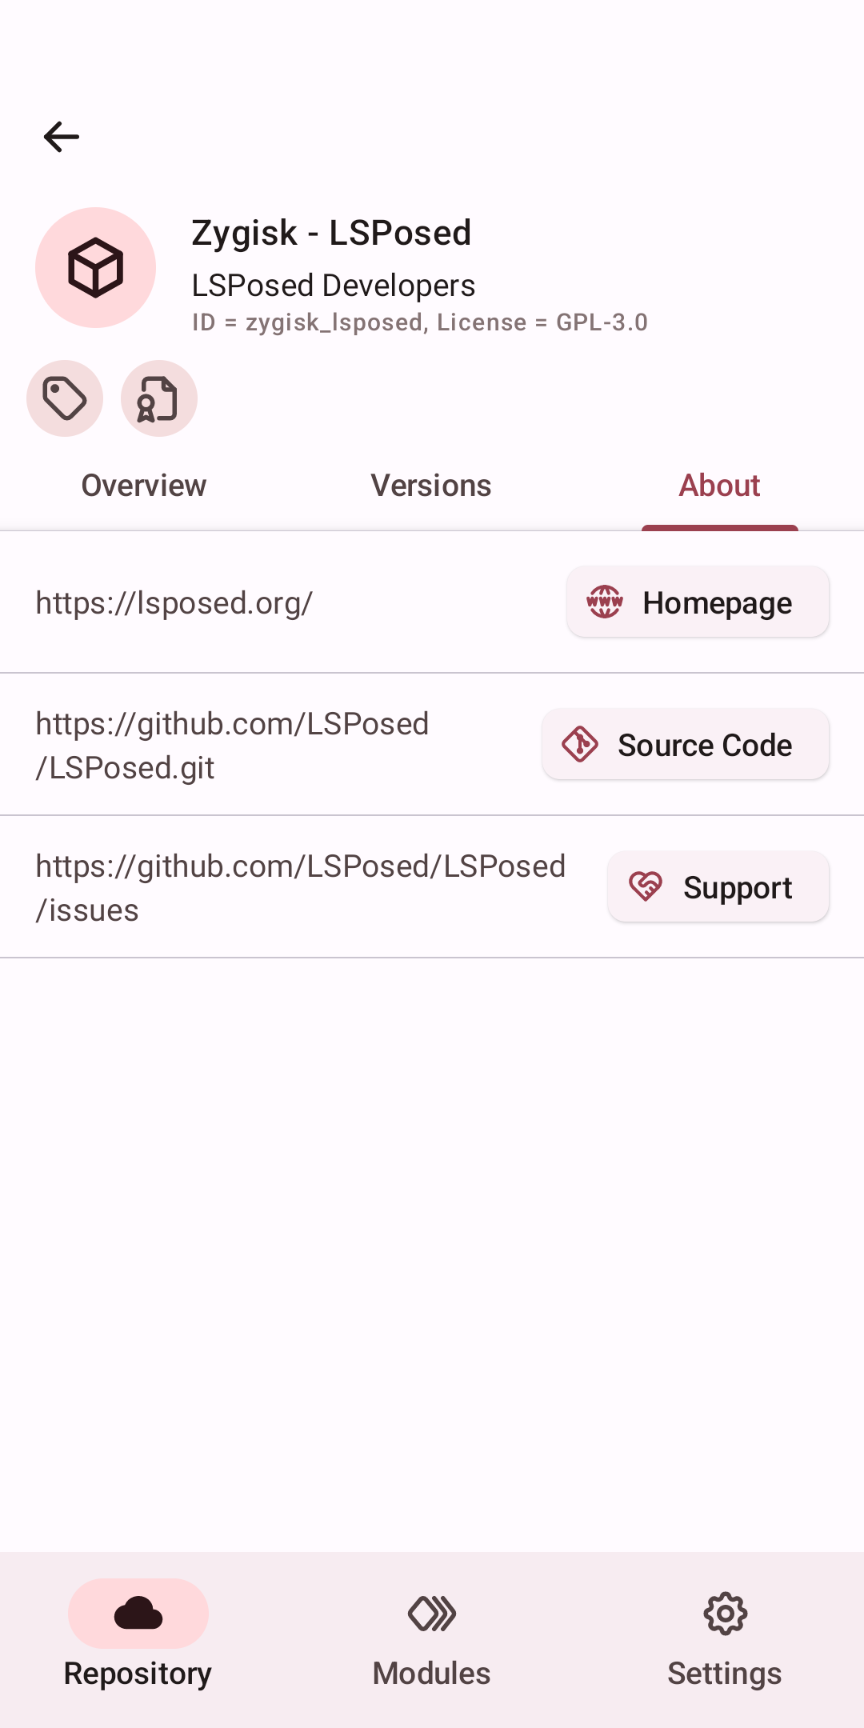 Zygisk - LSPosed
LSPosed Developers
ID = zygisk_lsposed, License = GPL-3.0
Overview
Versions
About
https://lsposed.org/
WWW
Homepage
https://github.com/LSPosed
/LSPosed.git
Source Code
https://github.com/LSPosed/LSPosed
/issues
Support
Repository
Modules
Settings